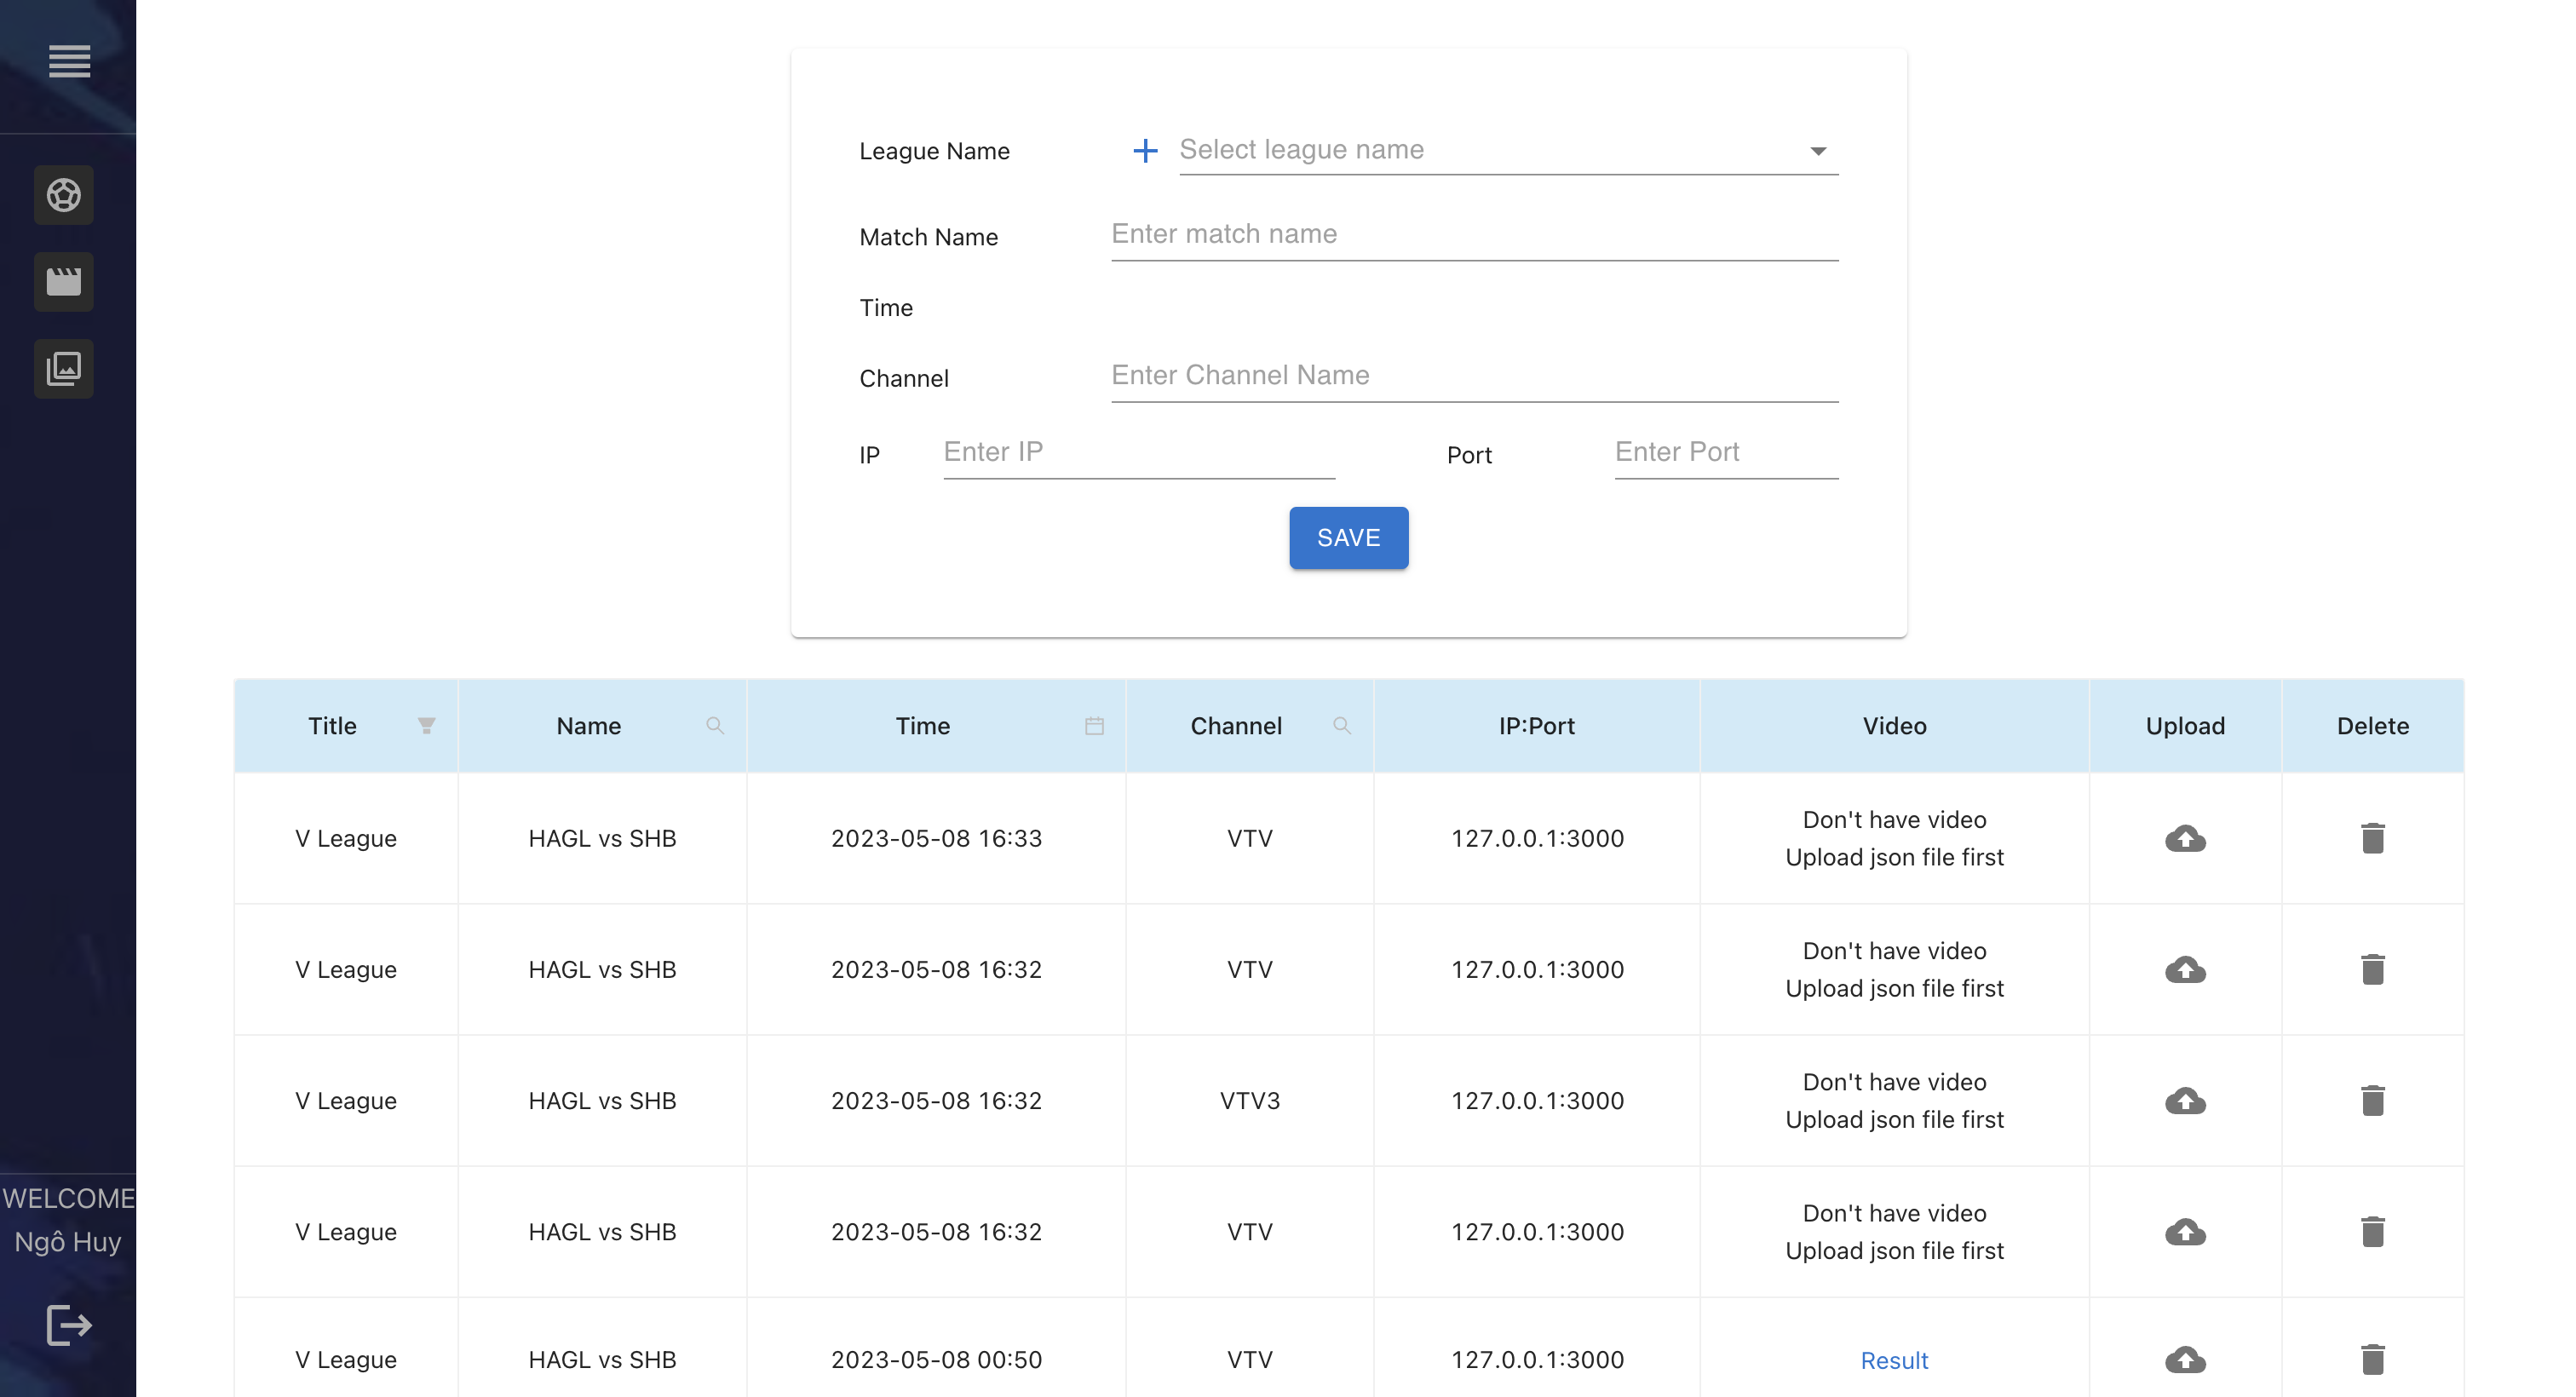 League Name + Select league name
Match Name Enter match name
Time
Channel Enter Channel Name
IP Enter IP Port Enter Port
SAVE
Title Name Time Channel IP:Port Video Upload Delete
V League HAGL vs SHB 2023-05-08 16:33 VTV 127.0.0.1:3000 Don't have video
Upload json file first
V League HAGL vs SHB 2023-05-08 16:32 VTV 127.0.0.1:3000 Don't have video
Upload json file first
V League HAGL vs SHB 2023-05-08 16:32 VTV3 127.0.0.1:3000 Don't have video
Upload json file first
V League HAGL vs SHB 2023-05-08 16:32 VTV 127.0.0.1:3000 Don't have video
Upload json file first
V League HAGL vs SHB 2023-05-08 00:50 VTV 127.0.0.1:3000 Result
WELCOME
Ngô Huy